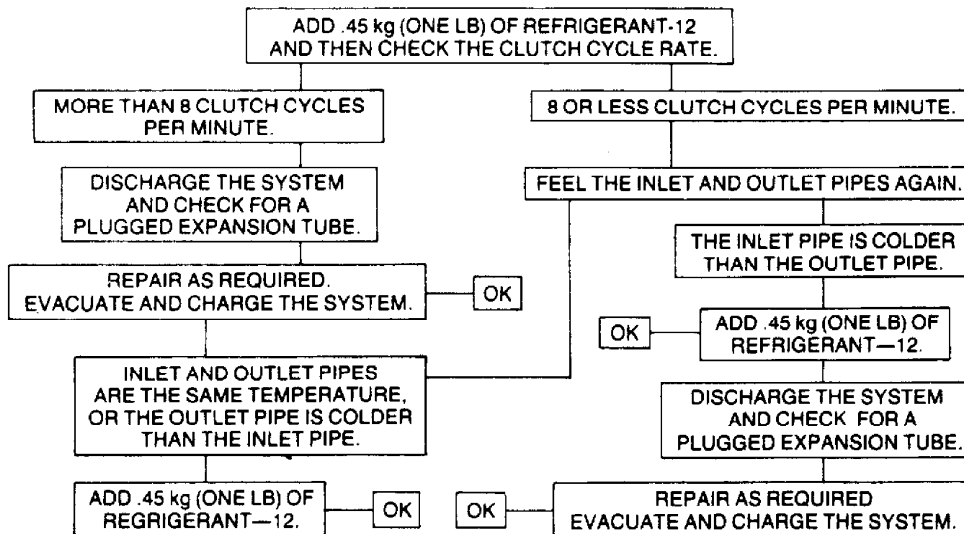 ADD .45 kg (ONE LB) OF REFRIGERANT-12
AND THEN CHECK THE CLUTCH CYCLE RATE.
MORE THAN 8 CLUTCH CYCLES
PER MINUTE.
8 OR LESS CLUTCH CYCLES PER MINUTE.
DISCHARGE THE SYSTEM
AND CHECK FOR A
PLUGGED EXPANSION TUBE.
FEEL THE INLET AND OUTLET PIPES AGAIN.
THE INLET PIPE IS COLDER
THAN THE OUTLET PIPE.
REPAIR AS REQUIRED.
EVACUATE AND CHARGE THE SYSTEM.
OK
OK
ADD .45 kg (ONE LB) OF
REFRIGERANT—12.
INLET AND OUTLET PIPES
ARE THE SAME TEMPERATURE,
OR THE OUTLET PIPE IS COLDER
THAN THE INLET PIPE.
DISCHARGE THE SYSTEM
AND CHECK FOR A
PLUGGED EXPANSION TUBE.
ADD .45 kg (ONE LB) OF
REGRIGERANT—12.
OK
OK
REPAIR AS REQUIRED
EVACUATE AND CHARGE THE SYSTEM.